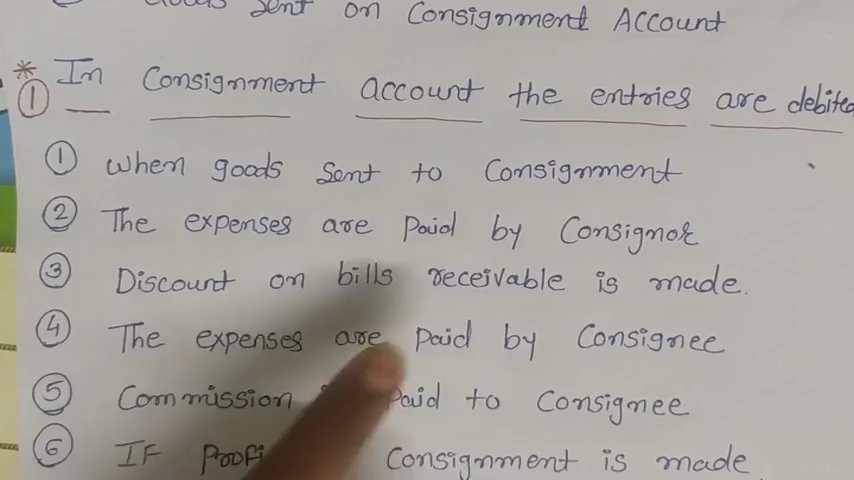 Sent on Consignment Account
* In Consignment account the entries are debited
①
① When goods Sent to Consignment
② The expenses are Paid by Consignor
③ Discount on bills receivable is made.
④ The expenses are paid by Consignee
⑤ Commission Paid to Consignee
⑥ IF Consignment is made